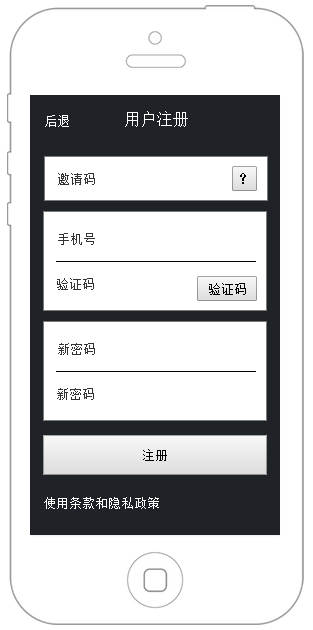 后退 用户注册
邀请码 ?
手机号
验证码 验证码
新密码
新密码
注册
使用条款和隐私政策